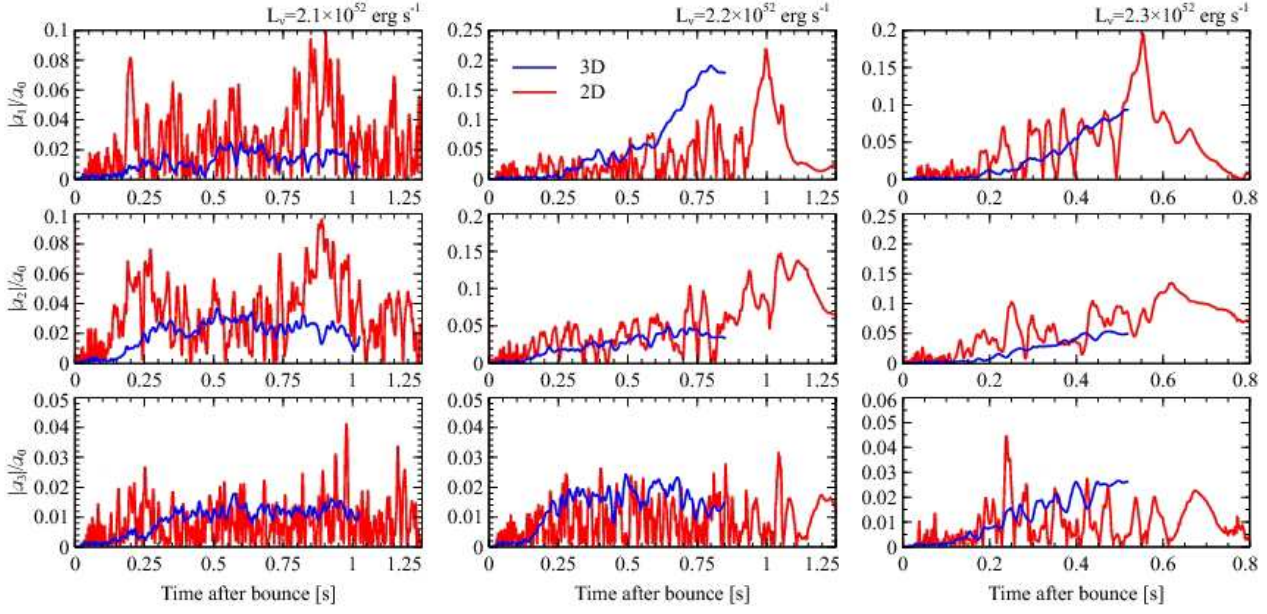 L_ν=2.1×10^52 erg s^-1 L_ν=2.2×10^52 erg s^-1 L_ν=2.3×10^52 erg s^-1
|a_1|/a_0
0.1 0.08 0.06 0.04 0.02 0
0 0.25 0.5 0.75 1 1.25
0.25 0.2 0.15 0.1 0.05 0
3D
2D
0 0.25 0.5 0.75 1 1.25
0.2 0.15 0.1 0.05 0
0 0.2 0.4 0.6 0.8
|a_2|/a_0
0.1 0.08 0.06 0.04 0.02 0
0 0.25 0.5 0.75 1 1.25
0.2 0.15 0.1 0.05 0
0 0.25 0.5 0.75 1 1.25
0.25 0.2 0.15 0.1 0.05 0
0 0.2 0.4 0.6 0.8
|a_3|/a_0
0.05 0.04 0.03 0.02 0.01 0
0 0.25 0.5 0.75 1 1.25
0.05 0.04 0.03 0.02 0.01 0
0 0.25 0.5 0.75 1 1.25
0.06 0.05 0.04 0.03 0.02 0.01 0
0 0.2 0.4 0.6 0.8
Time after bounce [s] Time after bounce [s] Time after bounce [s]